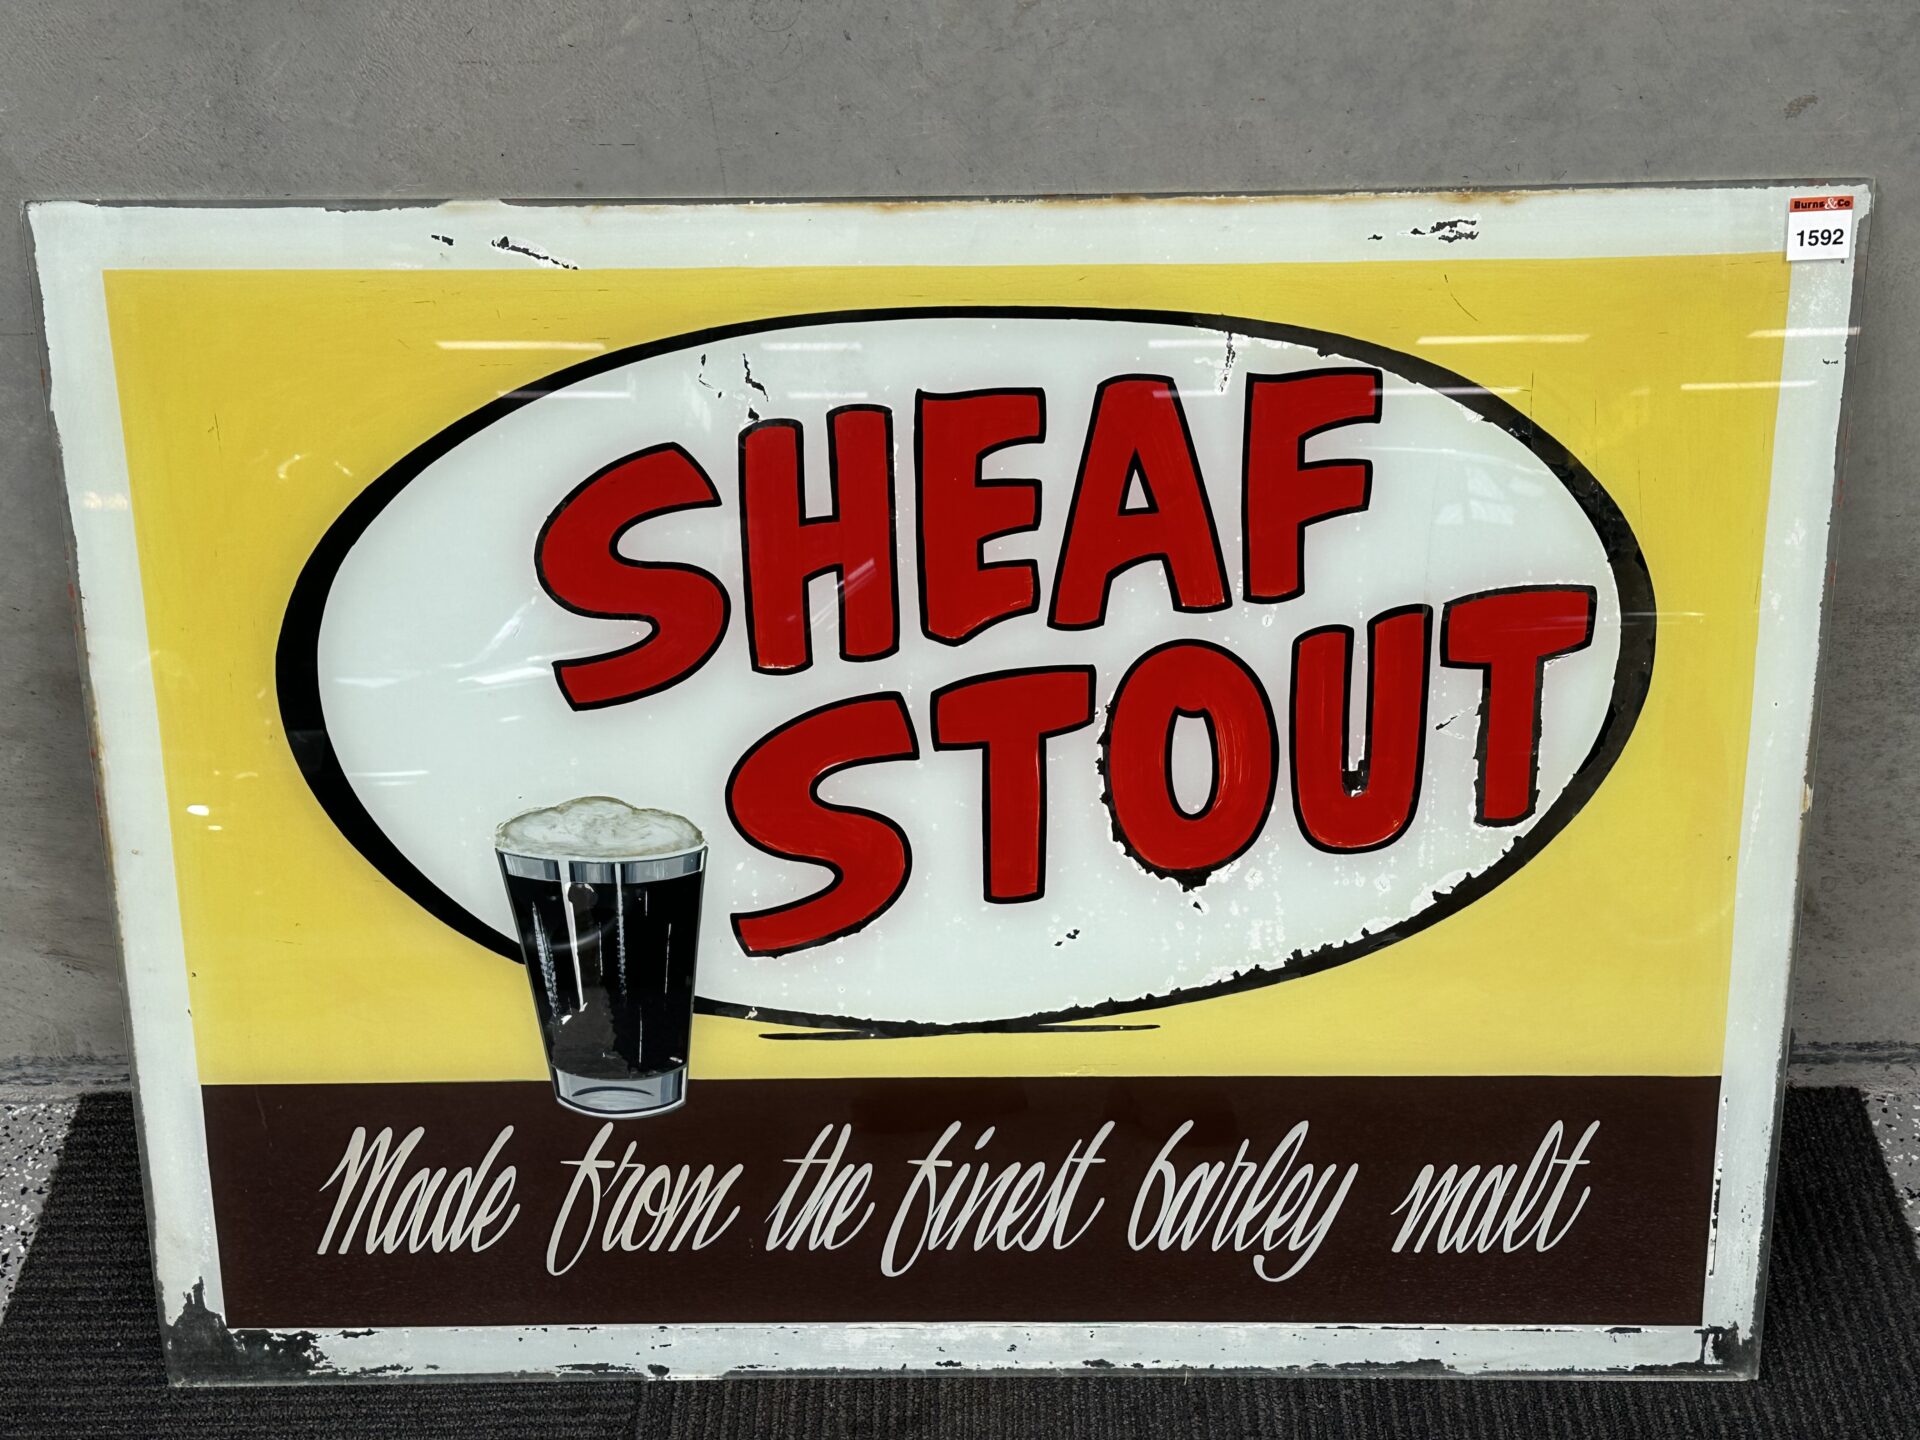 Burns&Co
1592
SHEAF
STOUT
Made from the finest barley malt